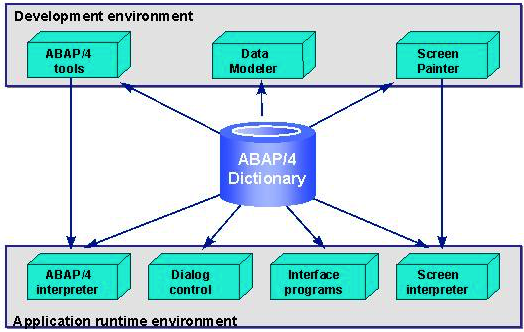 Development environment
ABAP/4
tools
Data
Modeler
Screen
Painter
ABAP/4
Dictionary
ABAP/4
interpreter
Dialog
control
Interface
programs
Screen
interpreter
Application runtime environment